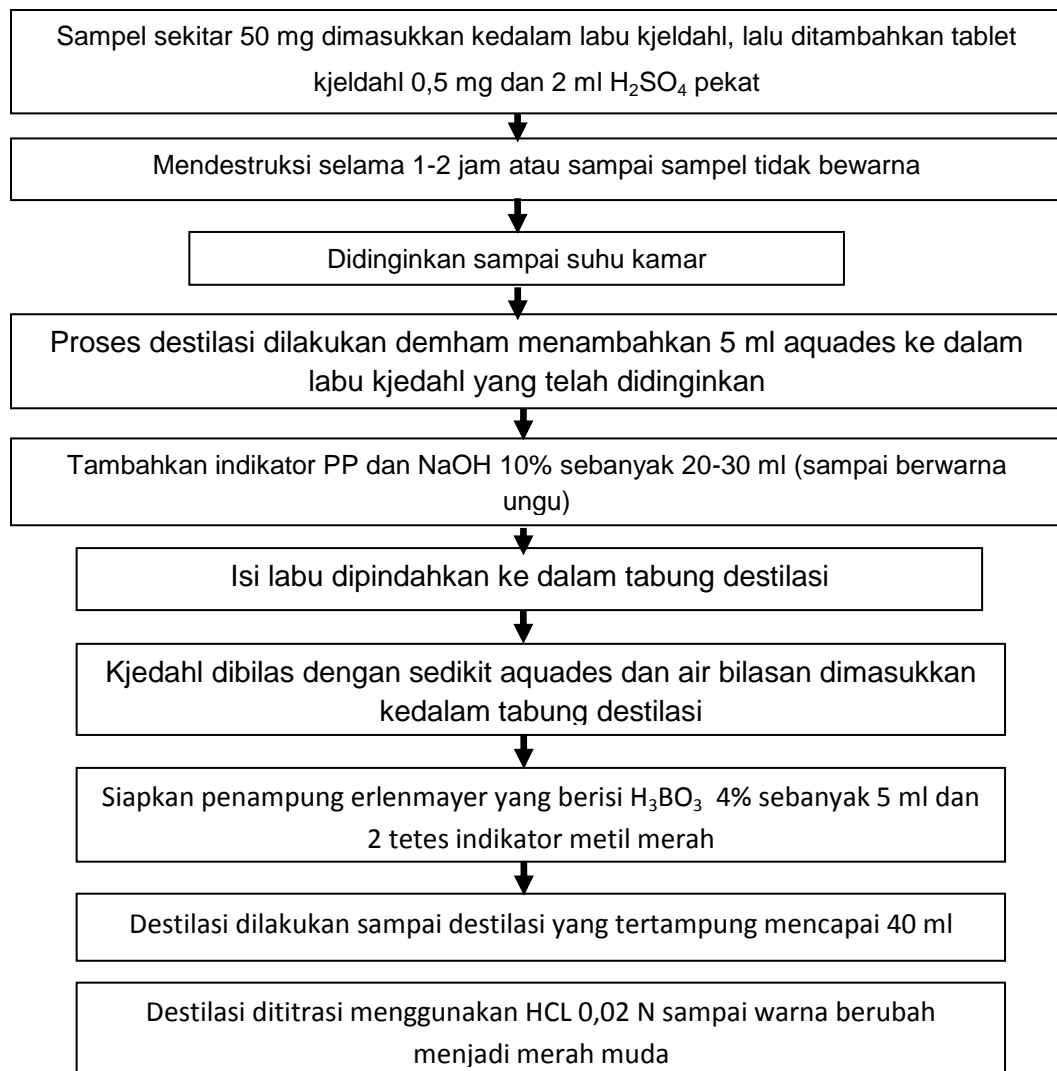 Sampel sekitar 50 mg dimasukkan kedalam labu kjeldahl, lalu ditambahkan tablet
kjeldahl 0,5 mg dan 2 ml H₂SO₄ pekat
Mendestruksi selama 1-2 jam atau sampai sampel tidak bewarna
Didinginkan sampai suhu kamar
Proses destilasi dilakukan demham menambahkan 5 ml aquades ke dalam
labu kjedahl yang telah didinginkan
Tambahkan indikator PP dan NaOH 10% sebanyak 20-30 ml (sampai berwarna
ungu)
Isi labu dipindahkan ke dalam tabung destilasi
Kjedahl dibilas dengan sedikit aquades dan air bilasan dimasukkan
kedalam tabung destilasi
Siapkan penampung erlenmayer yang berisi H₃BO₃ 4% sebanyak 5 ml dan
2 tetes indikator metil merah
Destilasi dilakukan sampai destilasi yang tertampung mencapai 40 ml
Destilasi dititrasi menggunakan HCL 0,02 N sampai warna berubah
menjadi merah muda